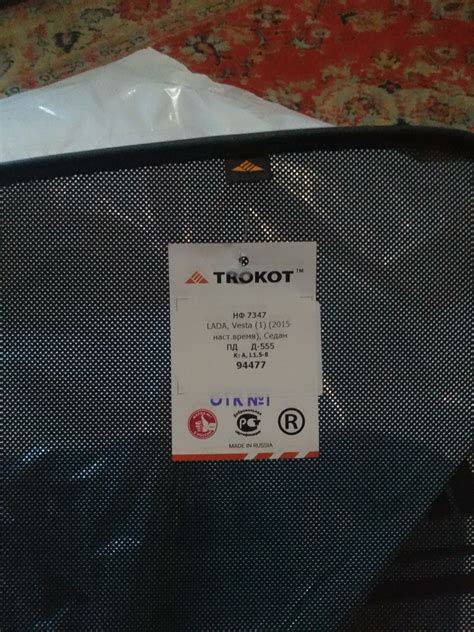 TROKOT™
НФ 7347
LADA, Vesta (1) (2015
наст.время), Седан
ПД Д-555
К: А, L1.5-8
94477
ОТК №1
®
MADE IN RUSSIA